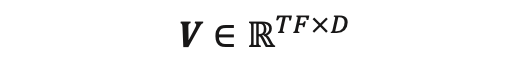 V ∈ ℝ^{TF×D}